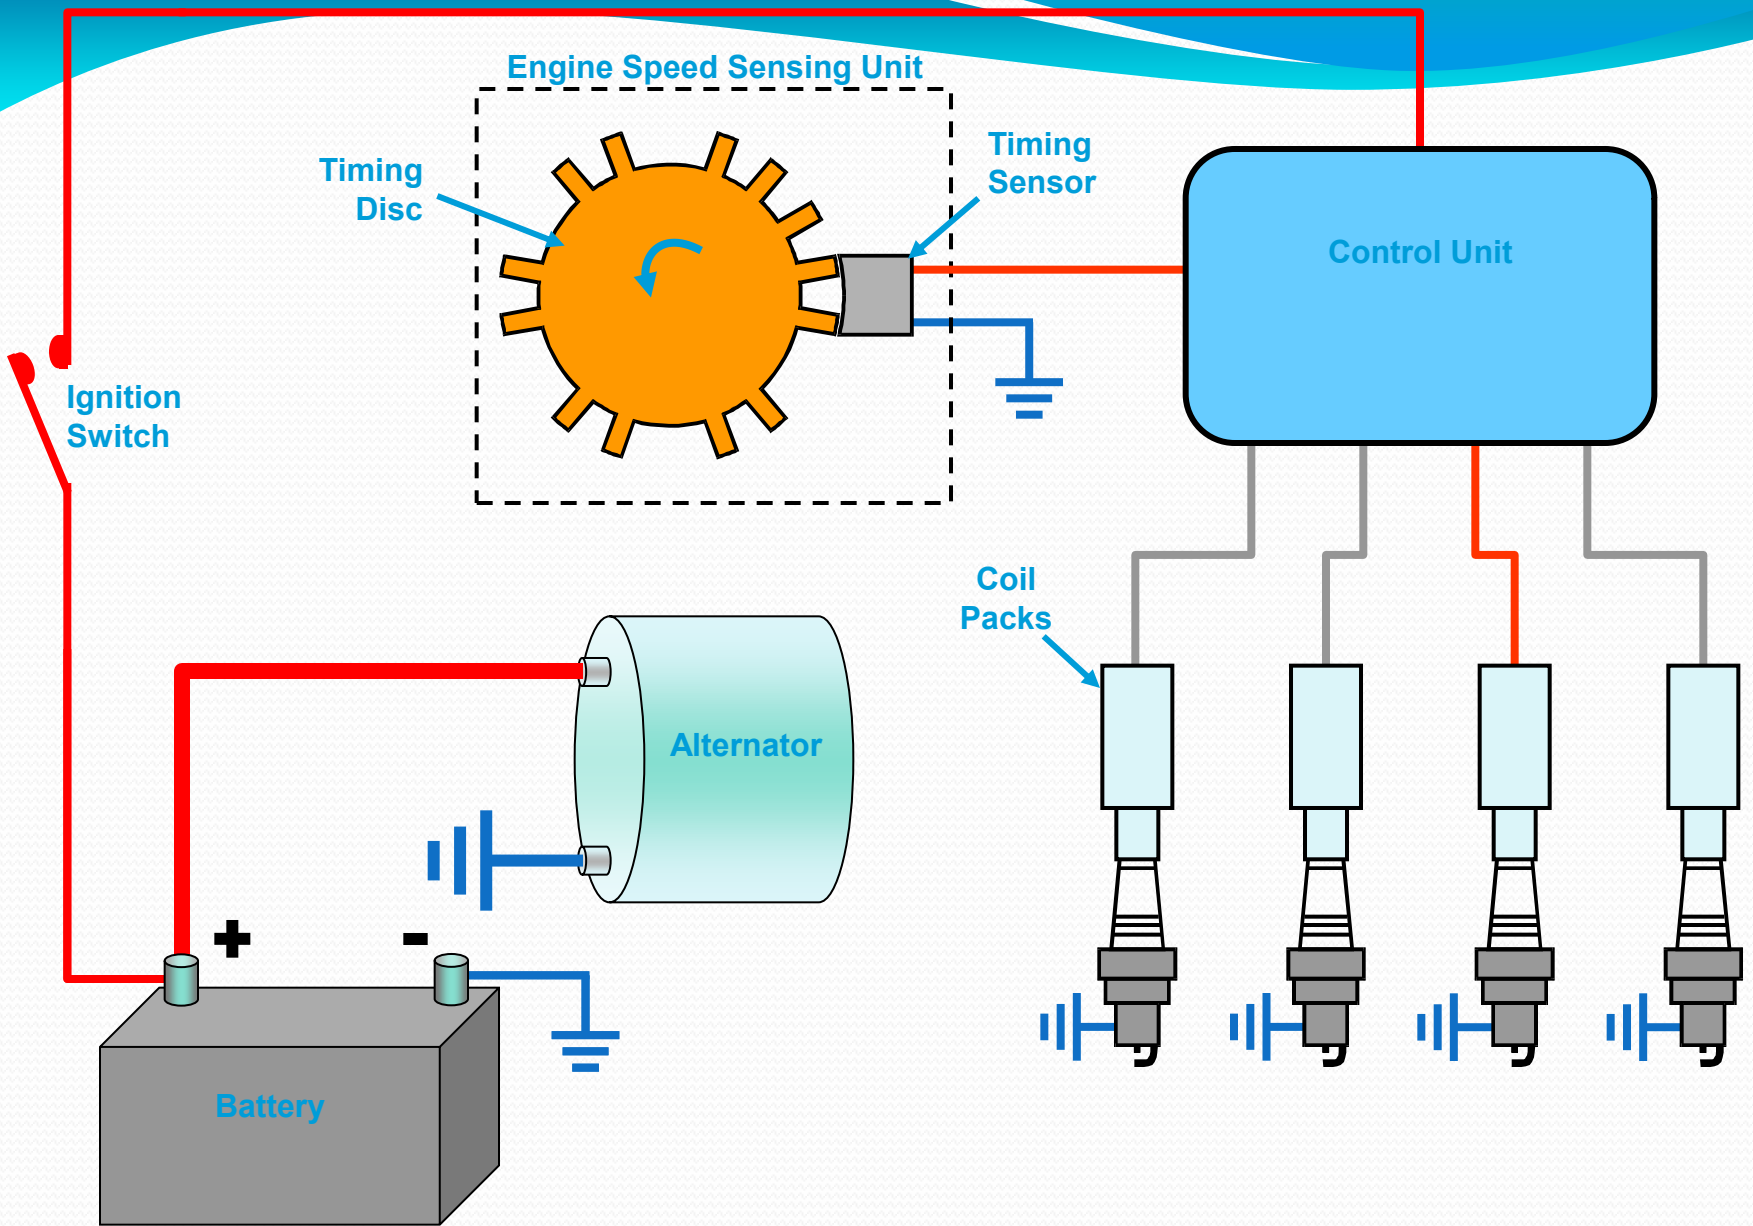 Engine Speed Sensing Unit
Timing
Disc
Timing
Sensor
Control Unit
Ignition
Switch
Coil
Packs
Alternator
+ -
Battery